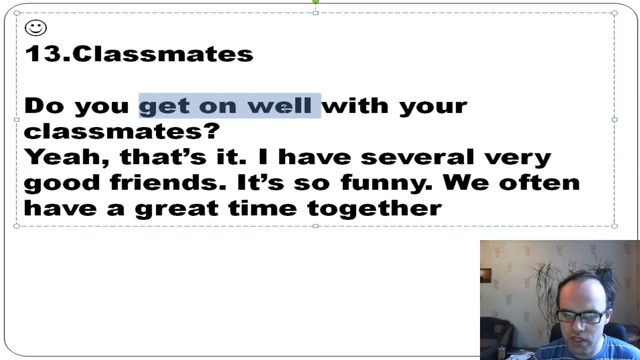 13.Classmates
Do you get on well with your
classmates?
Yeah, that’s it. I have several very
good friends. It’s so funny. We often
have a great time together